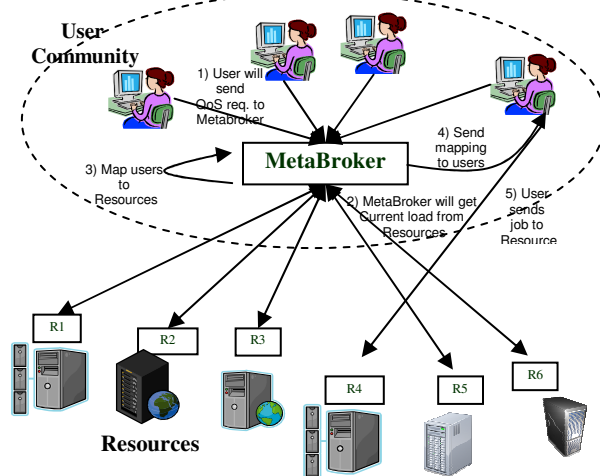 User
Community
1) User will
send
QoS req. to
Metabroker
4) Send
mapping
to users
MetaBroker
3) Map users
to
Resources
2) MetaBroker will get
Current load from
Resources
5) User
sends
job to
Resource
R1
R2
R3
R4
R5
R6
Resources